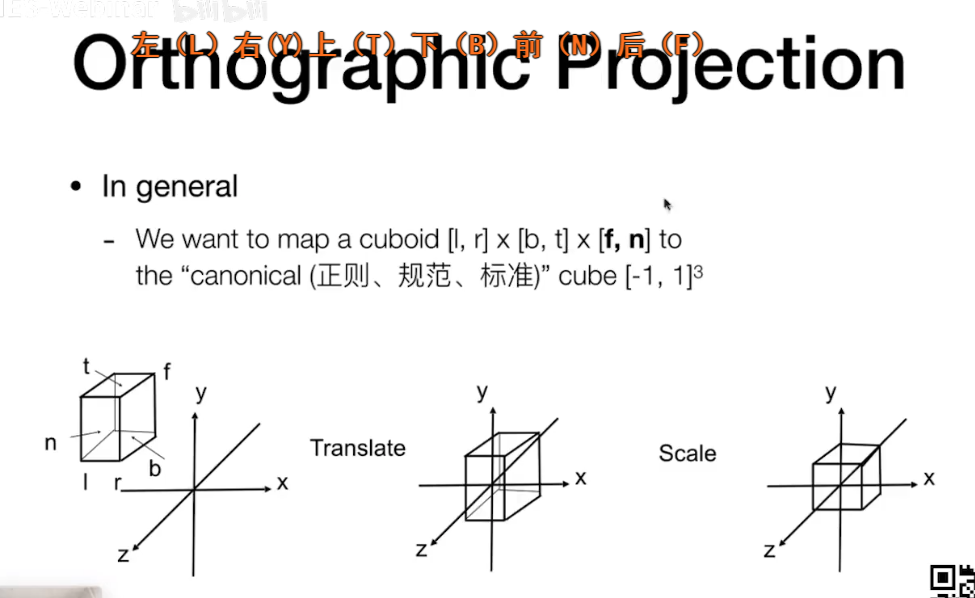 左（L）右(Y)上（T）下（B）前（N）后（F）
Orthographic Projection
• In general
- We want to map a cuboid [l, r] x [b, t] x [f, n] to
the “canonical (正则、规范、标准)” cube [-1, 1]³
t
f
n
l
r
b
y
x
z
Translate
y
x
z
Scale
y
x
z